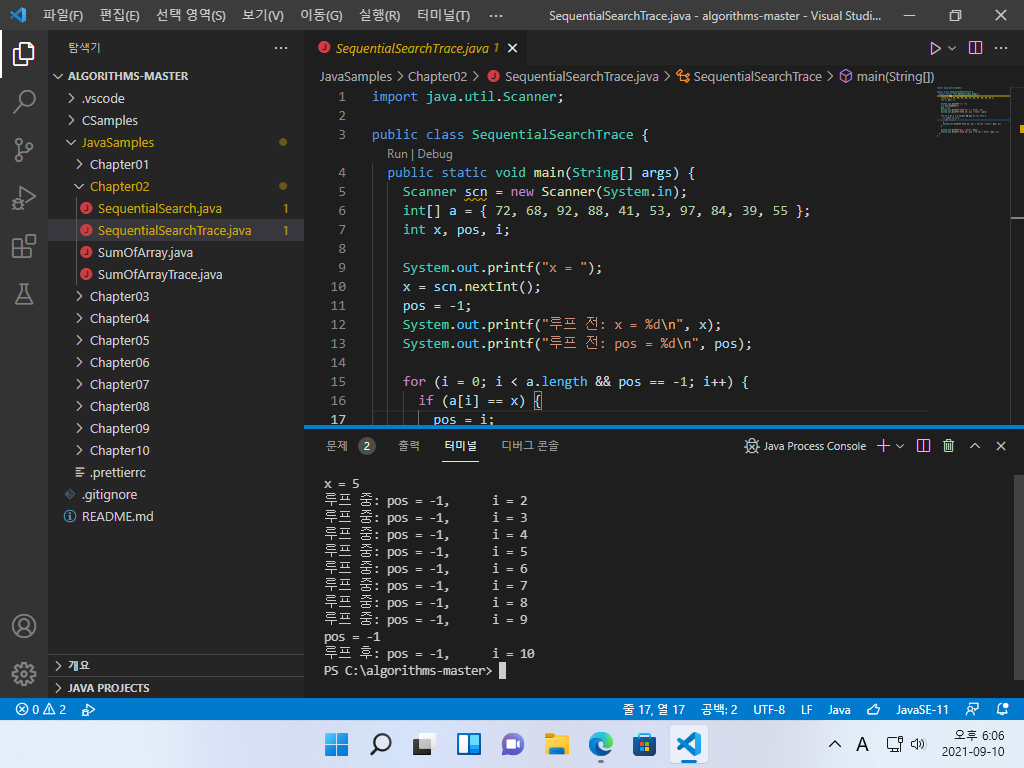 파일(F) 편집(E) 선택 영역(S) 보기(V) 이동(G) 실행(R) 터미널(T) ··· SequentialSearchTrace.java - algorithms-master - Visual Studi...
탐색기 ···
ALGORITHMS-MASTER
.vscode
CSamples
JavaSamples
Chapter01
Chapter02
SequentialSearch.java 1
SequentialSearchTrace.java 1
SumOfArray.java
SumOfArrayTrace.java
Chapter03
Chapter04
Chapter05
Chapter06
Chapter07
Chapter08
Chapter09
Chapter10
.prettierrc
.gitignore
README.md
개요
JAVA PROJECTS
SequentialSearchTrace.java 1
JavaSamples > Chapter02 > SequentialSearchTrace.java > SequentialSearchTrace > main(String[])
1 import java.util.Scanner;
2
3 public class SequentialSearchTrace {
Run | Debug
4 public static void main(String[] args) {
5 Scanner scn = new Scanner(System.in);
6 int[] a = { 72, 68, 92, 88, 41, 53, 97, 84, 39, 55 };
7 int x, pos, i;
8
9 System.out.printf("x = ");
10 x = scn.nextInt();
11 pos = -1;
12 System.out.printf("루프 전: x = %d\n", x);
13 System.out.printf("루프 전: pos = %d\n", pos);
14
15 for (i = 0; i < a.length && pos == -1; i++) {
16 if (a[i] == x) {
17 pos = i;
문제 2 출력 터미널 디버그 콘솔 Java Process Console
x = 5
루프 중: pos = -1, i = 2
루프 중: pos = -1, i = 3
루프 중: pos = -1, i = 4
루프 중: pos = -1, i = 5
루프 중: pos = -1, i = 6
루프 중: pos = -1, i = 7
루프 중: pos = -1, i = 8
루프 중: pos = -1, i = 9
pos = -1
루프 후: pos = -1, i = 10
PS C:\algorithms-master>
0 2 줄 17, 열 17 공백: 2 UTF-8 LF Java JavaSE-11
A 오후 6:06
2021-09-10